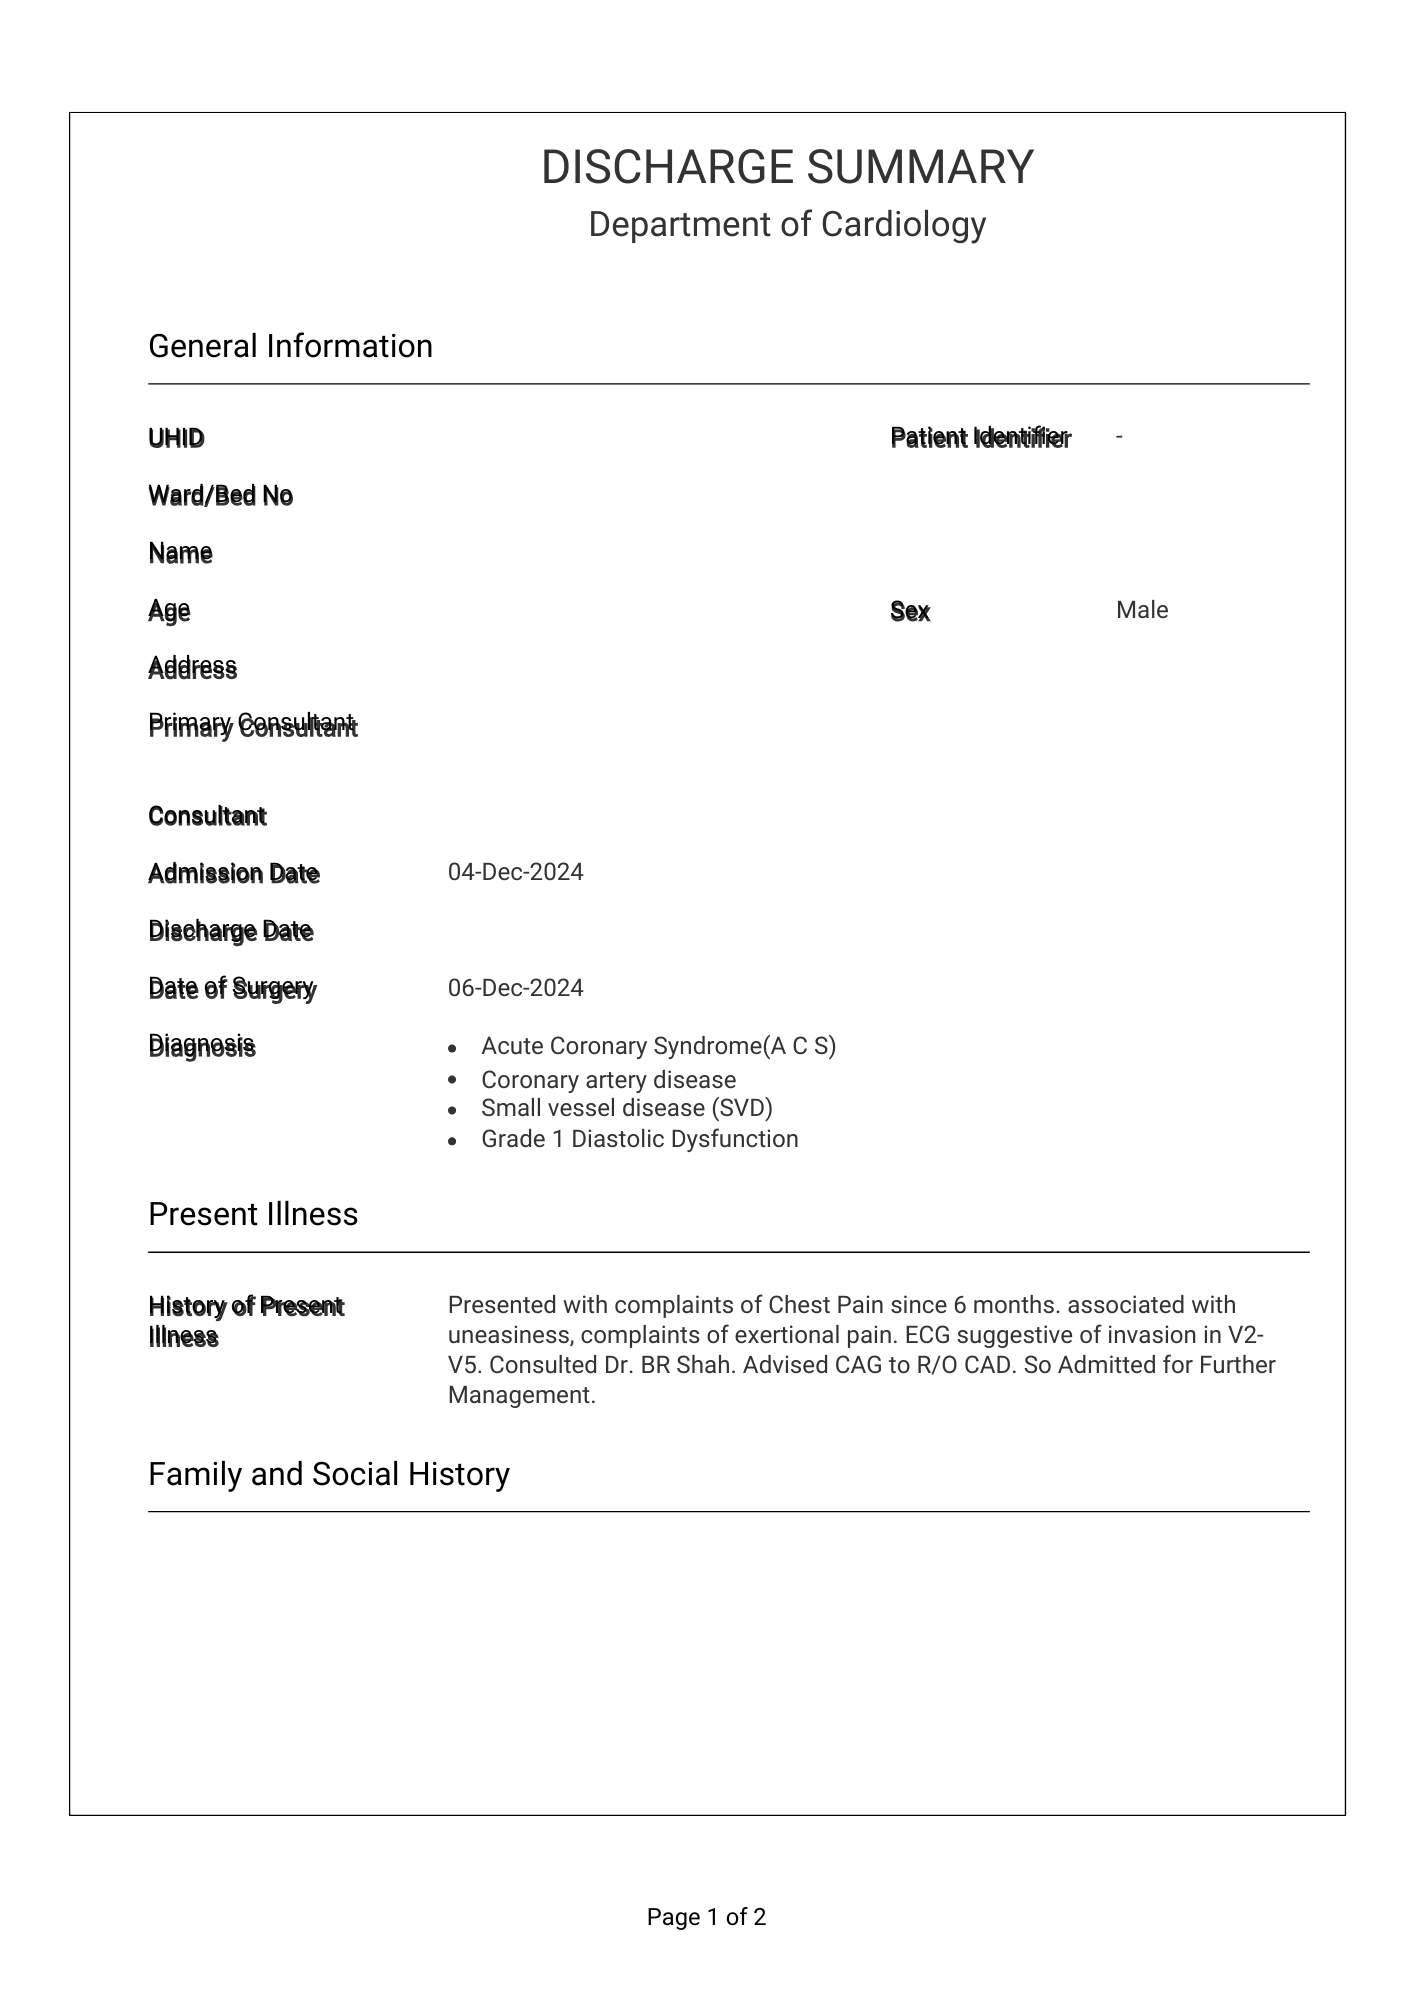 DISCHARGE SUMMARY
Department of Cardiology
General Information
UHID
Patient Identifier -
Ward/Bed No
Name
Age
Sex Male
Address
Primary Consultant
Consultant
Admission Date 04-Dec-2024
Discharge Date
Date of Surgery 06-Dec-2024
Diagnosis
• Acute Coronary Syndrome(A C S)
• Coronary artery disease
• Small vessel disease (SVD)
• Grade 1 Diastolic Dysfunction
Present Illness
History of Present
Illness
Presented with complaints of Chest Pain since 6 months. associated with
uneasiness, complaints of exertional pain. ECG suggestive of invasion in V2-
V5. Consulted Dr. BR Shah. Advised CAG to R/O CAD. So Admitted for Further
Management.
Family and Social History
Page 1 of 2